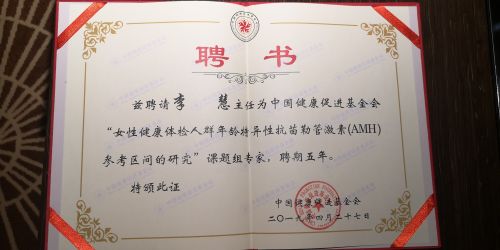 聘书
兹聘请李 慧主任为中国健康促进基金会
“女性健康体检人群年龄特异性抗苗勒管激素(AMH)
参考区间的研究”课题组专家,聘期五年。
特颁此证
中国健康促进基金会
二〇一九年四月二十七日